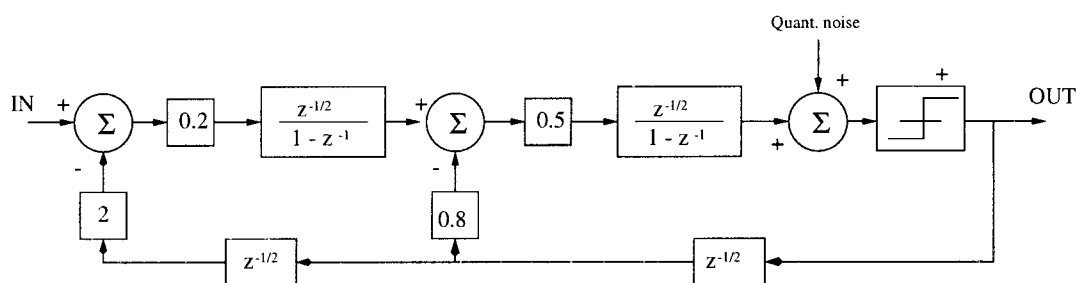 Quant. noise
IN
+
-
Σ
0.2
z-1/2
1 - z-1
+
-
Σ
0.5
z-1/2
1 - z-1
+
+
Σ
+
OUT
2
0.8
z-1/2
z-1/2